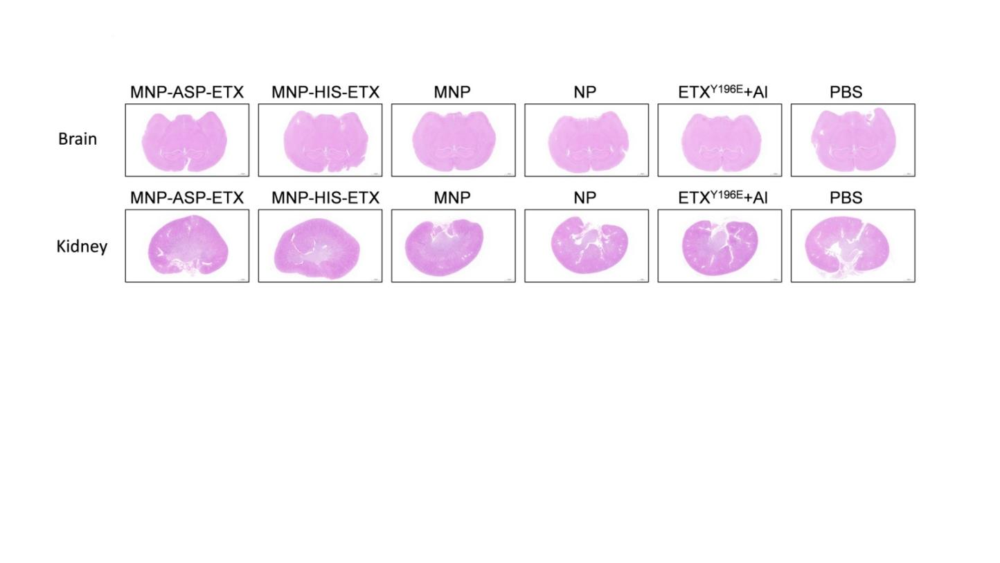 MNP-ASP-ETX MNP-HIS-ETX MNP NP ETXY196E+Al PBS
Brain
MNP-ASP-ETX MNP-HIS-ETX MNP NP ETXY196E+Al PBS
Kidney